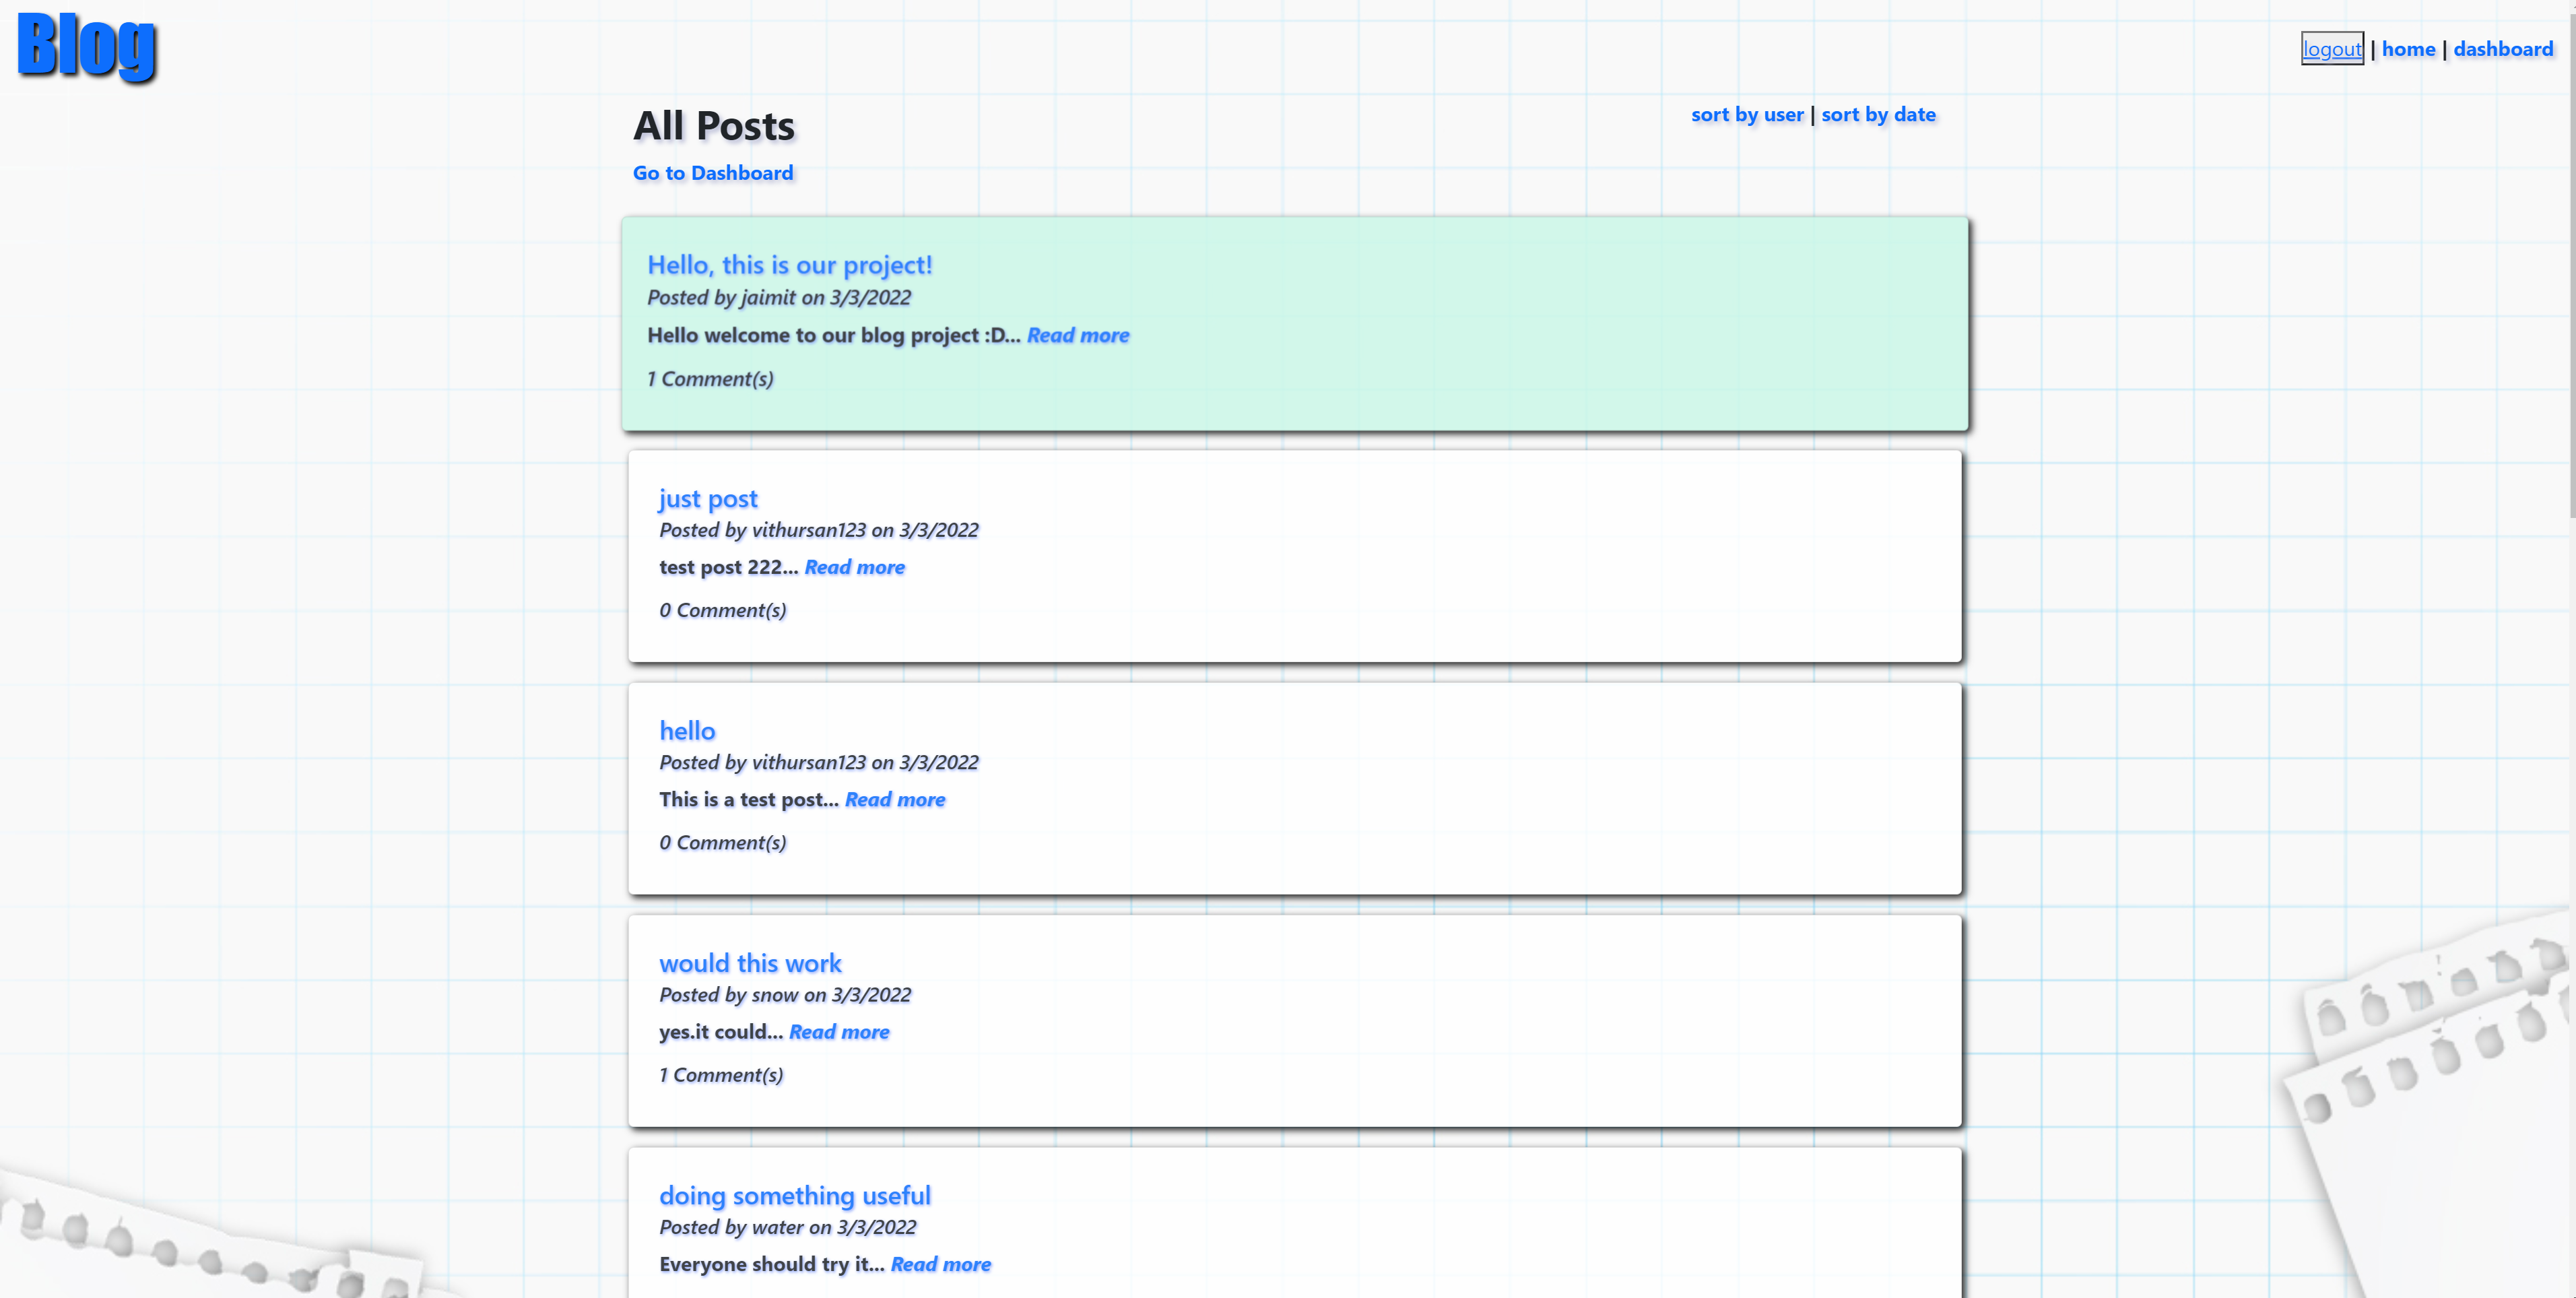 Blog
logout | home | dashboard
All Posts
sort by user | sort by date
Go to Dashboard
Hello, this is our project!
Posted by jaimit on 3/3/2022
Hello welcome to our blog project :D... Read more
1 Comment(s)
just post
Posted by vithursan123 on 3/3/2022
test post 222... Read more
0 Comment(s)
hello
Posted by vithursan123 on 3/3/2022
This is a test post... Read more
0 Comment(s)
would this work
Posted by snow on 3/3/2022
yes.it could... Read more
1 Comment(s)
doing something useful
Posted by water on 3/3/2022
Everyone should try it... Read more